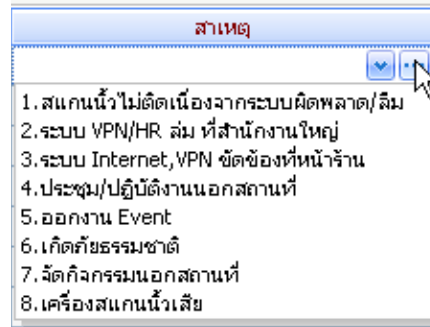 สาเหตุ
1.สแกนนิ้วไม่ติดเนื่องจากระบบผิดพลาด/ลืม
2.ระบบ VPN/HR ล่ม ที่สำนักงานใหญ่
3.ระบบ Internet,VPN ขัดข้องที่หน้าร้าน
4.ประชุม/ปฏิบัติงานนอกสถานที่
5.ออกงาน Event
6.เกิดภัยธรรมชาติ
7.จัดกิจกรรมนอกสถานที่
8.เครื่องสแกนนิ้วเสีย